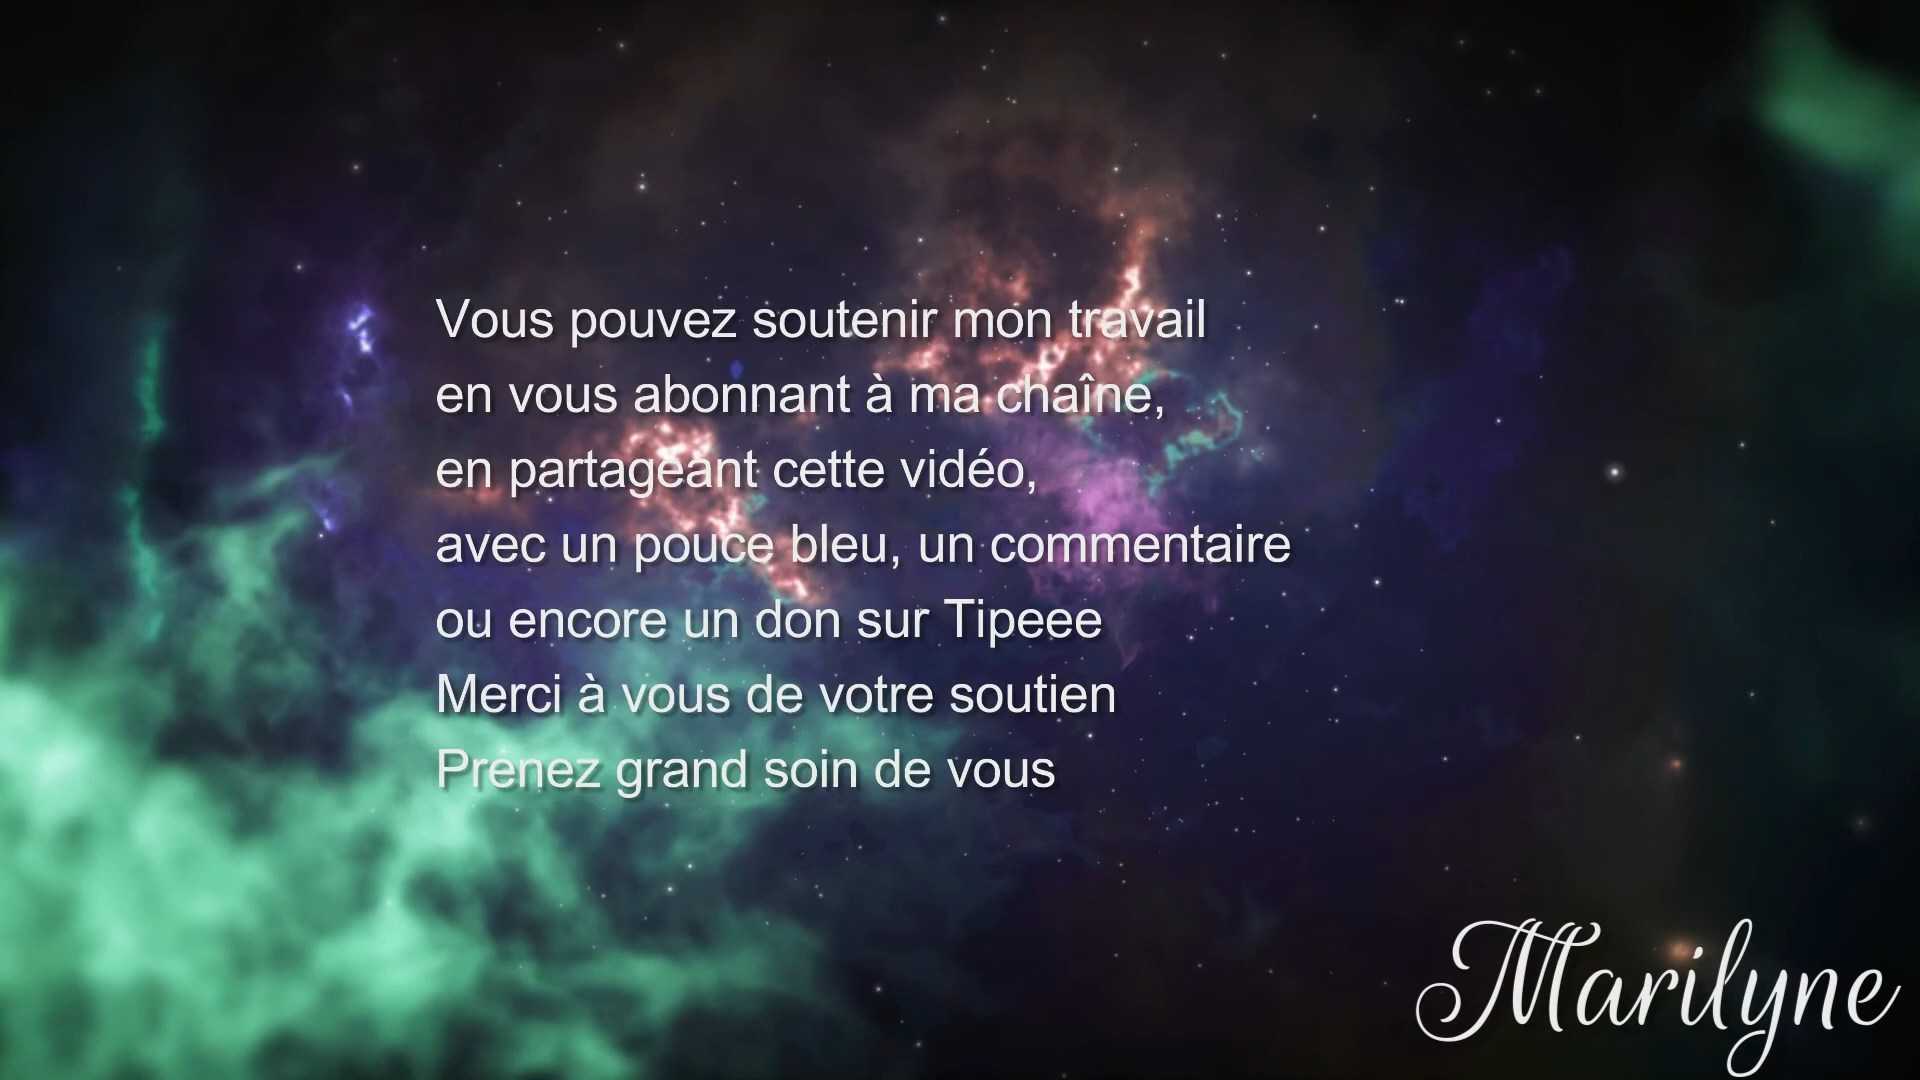 Vous pouvez soutenir mon travail
en vous abonnant à ma chaîne,
en partageant cette vidéo,
avec un pouce bleu, un commentaire
ou encore un don sur Tipeee
Merci à vous de votre soutien
Prenez grand soin de vous
Marilyne